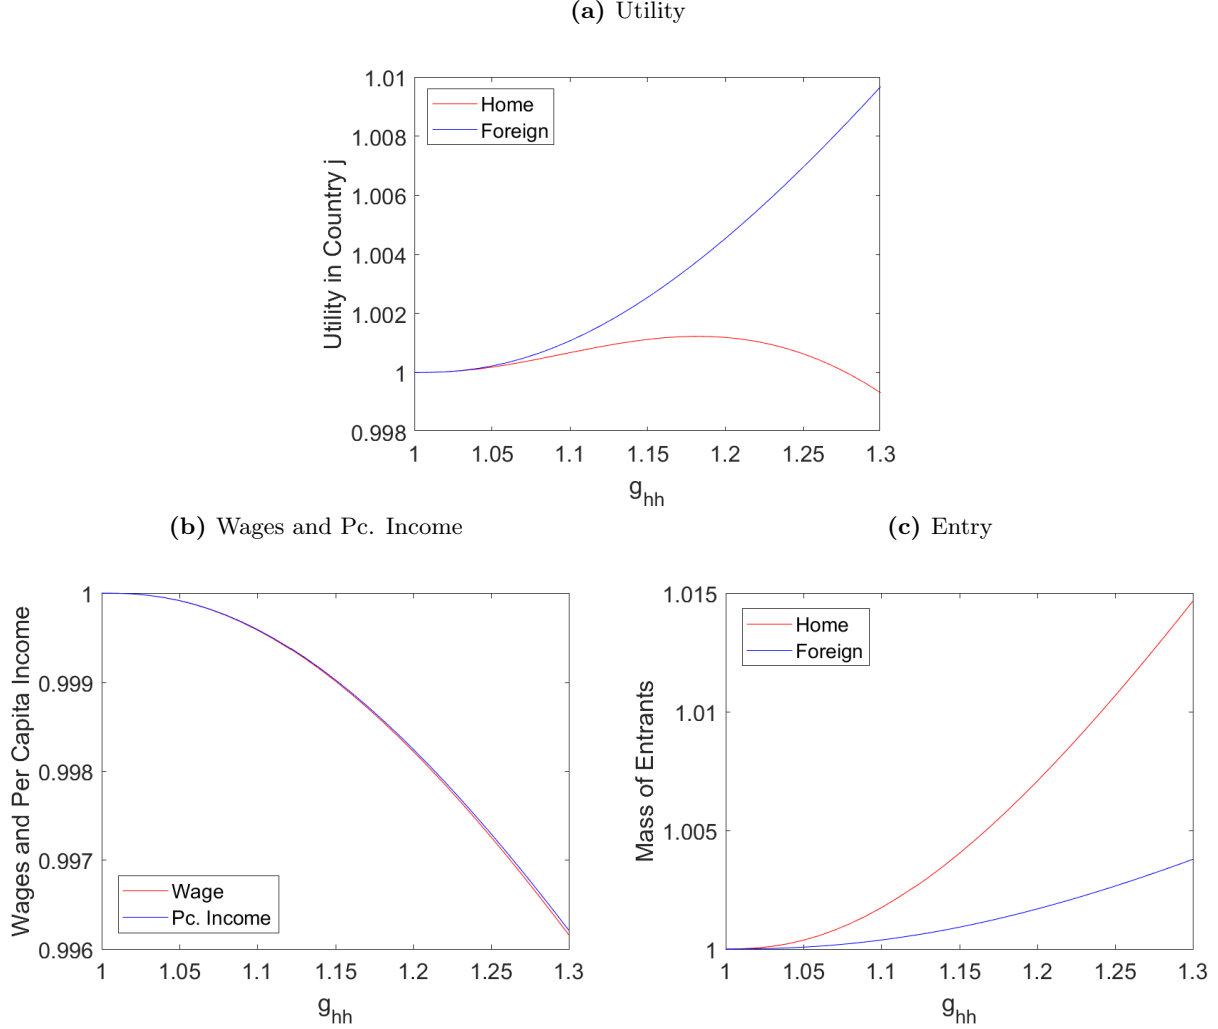 (a) Utility
1.01
1.008
1.006
1.004
1.002
1
0.998
Utility in Country j
Home
Foreign
1
1.05
1.1
1.15
1.2
1.25
1.3
g_hh
(b) Wages and Pc. Income
1
0.999
0.998
0.997
0.996
Wages and Per Capita Income
Wage
Pc. Income
1
1.05
1.1
1.15
1.2
1.25
1.3
g_hh
(c) Entry
1.015
1.01
1.005
1
Mass of Entrants
Home
Foreign
1
1.05
1.1
1.15
1.2
1.25
1.3
g_hh